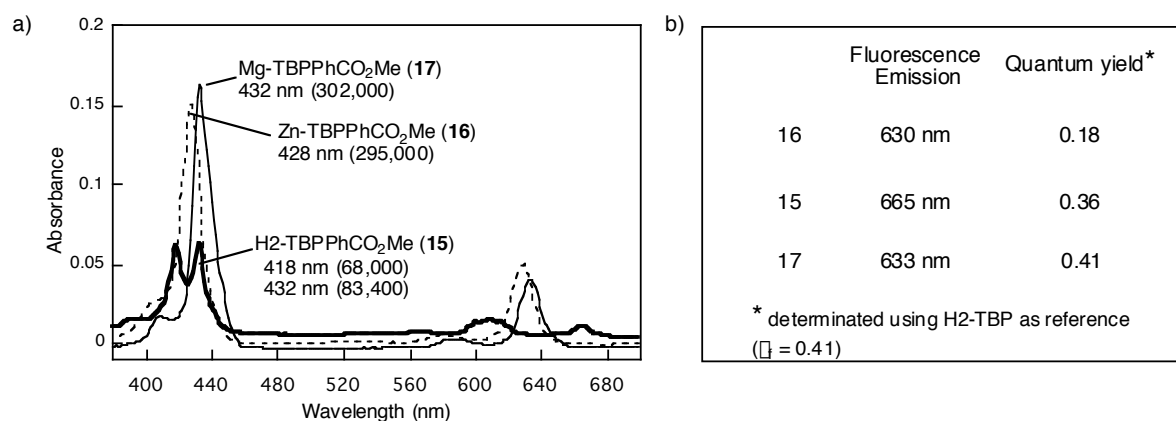 a)
0.2
0.15
0.1
0.05
0
Absorbance
Mg-TBPPhCO2Me (17)
432 nm (302,000)
Zn-TBPPhCO2Me (16)
428 nm (295,000)
H2-TBPPhCO2Me (15)
418 nm (68,000)
432 nm (83,400)
400 440 480 520 560 600 640 680
Wavelength (nm)
b)
Fluorescence
Emission
Quantum yield*
16 630 nm 0.18
15 665 nm 0.36
17 633 nm 0.41
* determinated using H2-TBP as reference
(▯f = 0.41)